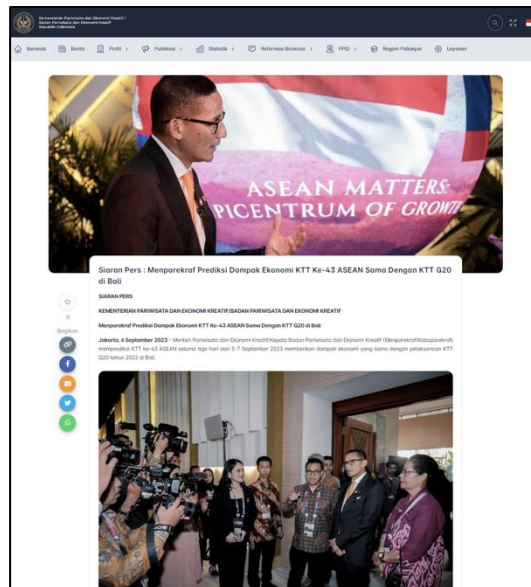 Kementerian Pariwisata dan Ekonomi Kreatif /
Badan Pariwisata dan Ekonomi Kreatif
Republik Indonesia
Beranda Berita Profil Publikasi Statistik Reformasi Birokrasi PPID Ragam Patiekpar Layanan
ASEAN MATTERS:
PICENTRUM OF GROWT
Siaran Pers : Menparekraf Prediksi Dampak Ekonomi KTT Ke-43 ASEAN Sama Dengan KTT G20
di Bali
SIARAN PERS
KEMENTERIAN PARIWISATA DAN EKONOMI KREATIF/BADAN PARIWISATA DAN EKONOMI KREATIF
Menparekraf Prediksi Dampak Ekonomi KTT Ke-43 ASEAN Sama Dengan KTT G20 di Bali
0
Bagikan
Jakarta, 6 September 2023 - Menteri Pariwisata dan Ekonomi Kreatif/Kepala Badan Pariwisata dan Ekonomi Kreatif (Menparekraf/Kabaparekraf)
memprediksi KTT ke-43 ASEAN selama tiga hari dari 5-7 September 2023 memberikan dampak ekonomi yang sama dengan pelaksanaan KTT
G20 tahun 2022 di Bali.